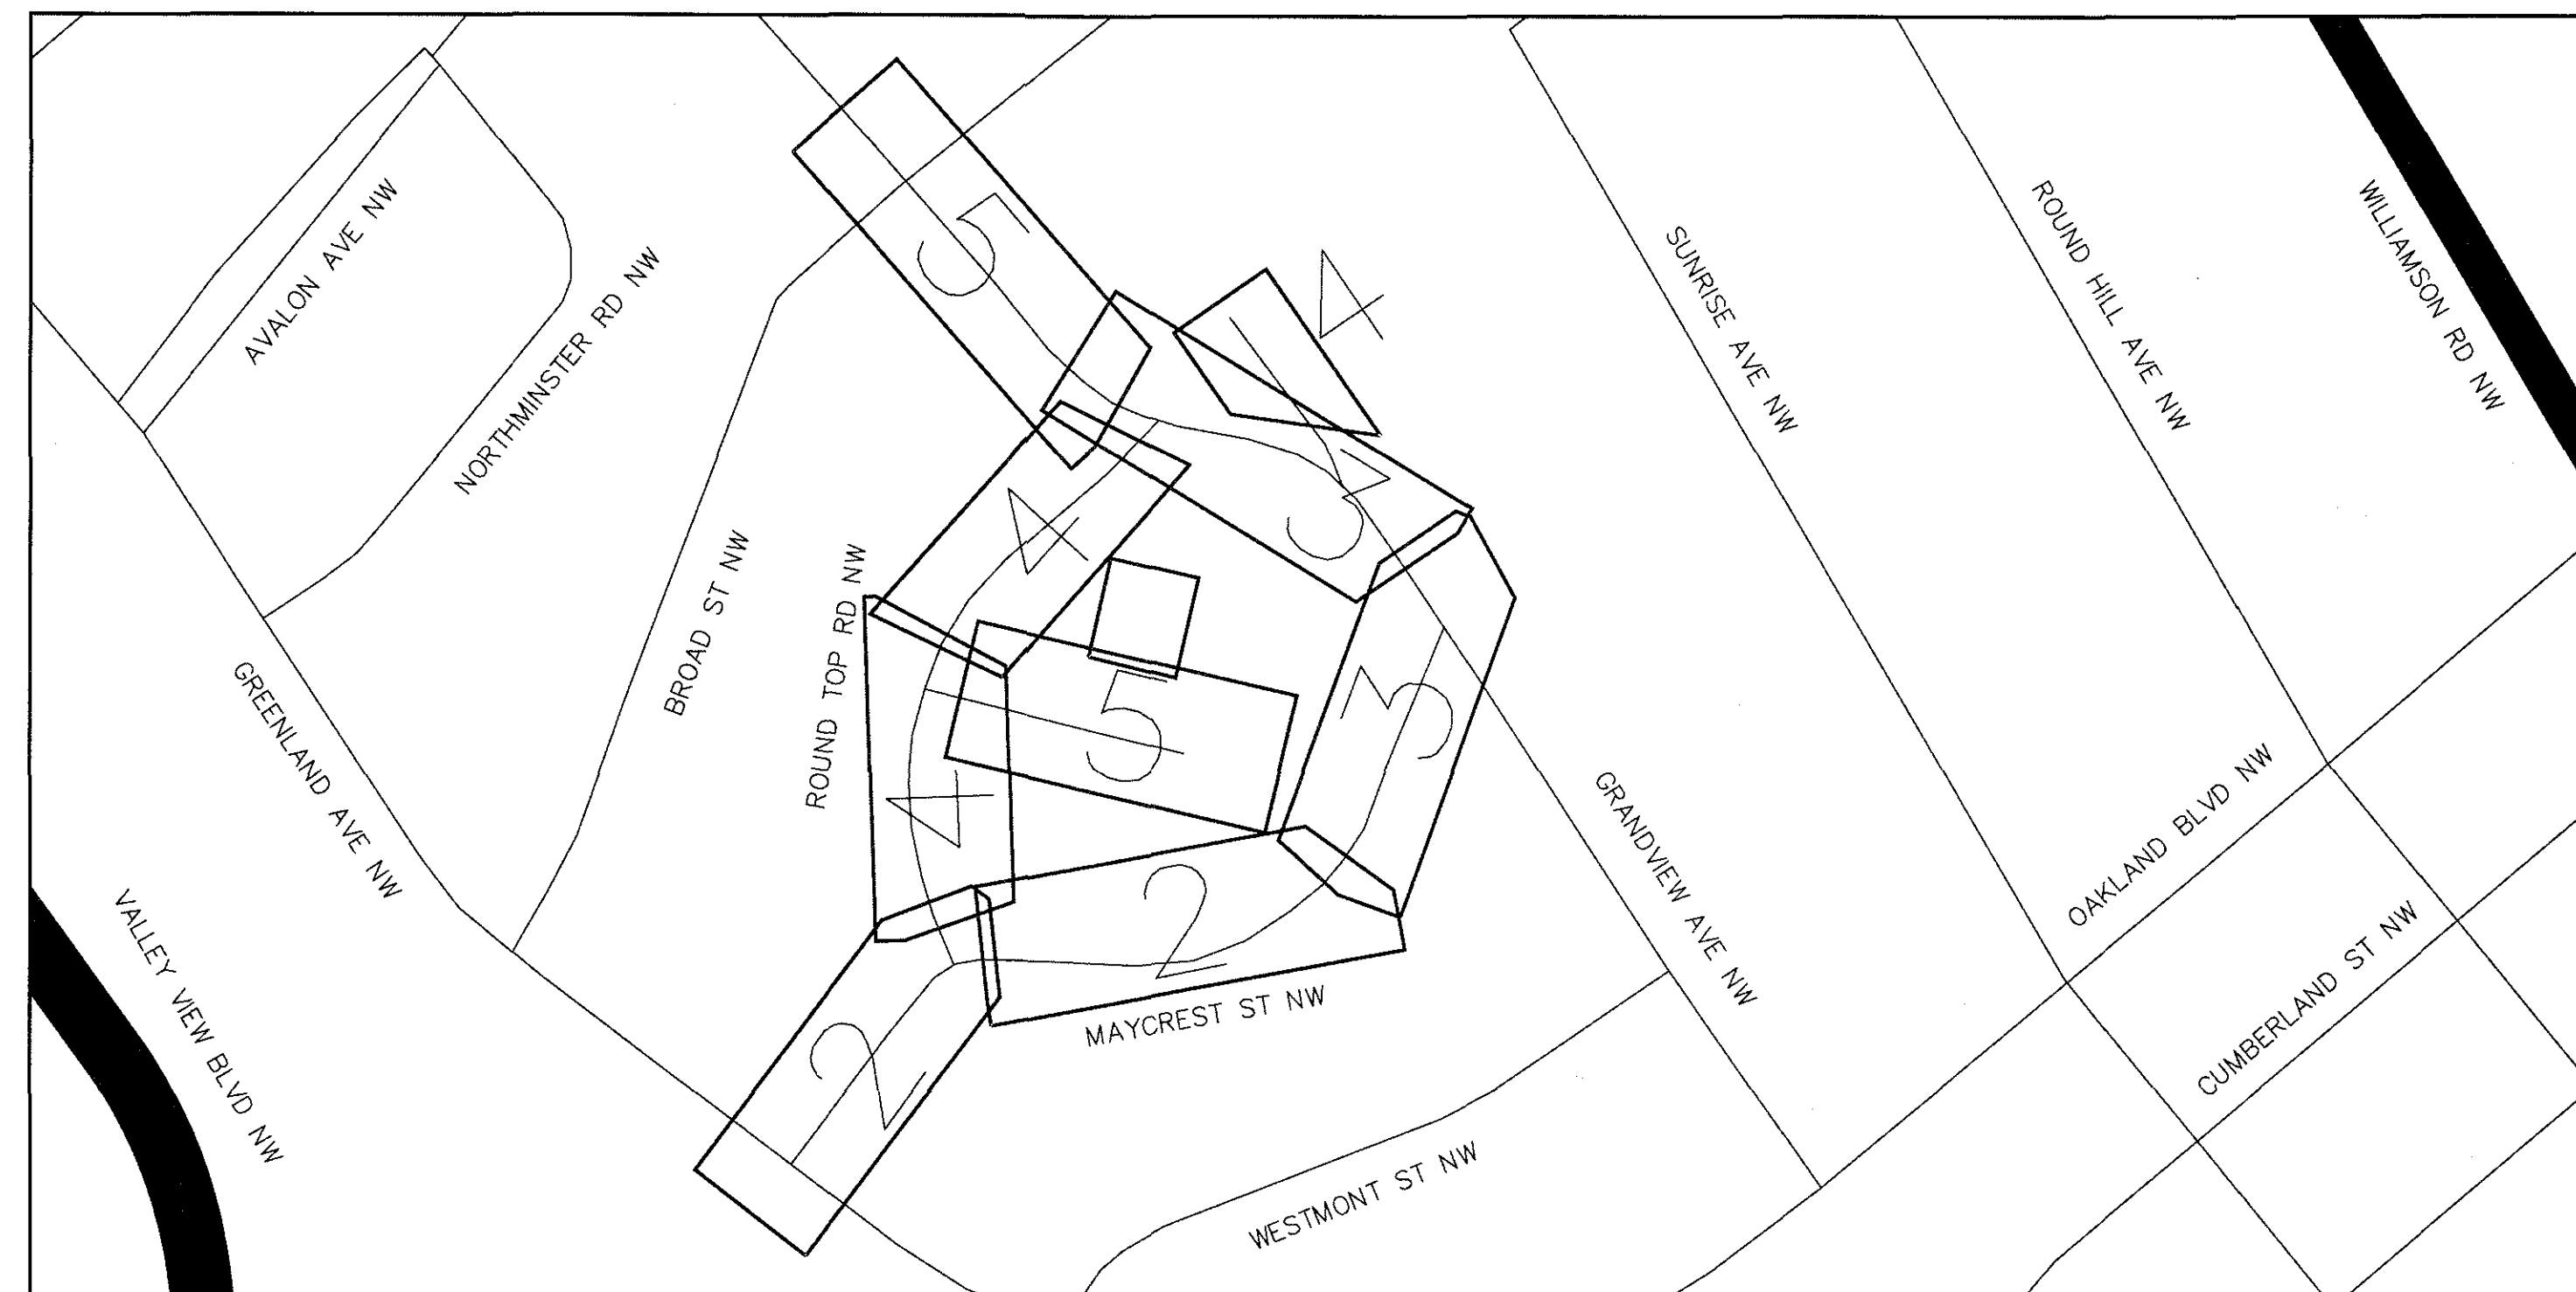 AVALON AVE NW
NORTHMINSTER RD NW
5
4
SUNRISE AVE NW
ROUND HILL AVE NW
WILLIAMSON RD NW
BROAD ST NW
ROUND TOP RD NW
4
3
GREENLAND AVE NW
5
3
4
GRANDVIEW AVE NW
OAKLAND BLVD NW
VALLEY VIEW BLVD NW
2
CUMBERLAND ST NW
2
MAYCREST ST NW
WESTMONT ST NW